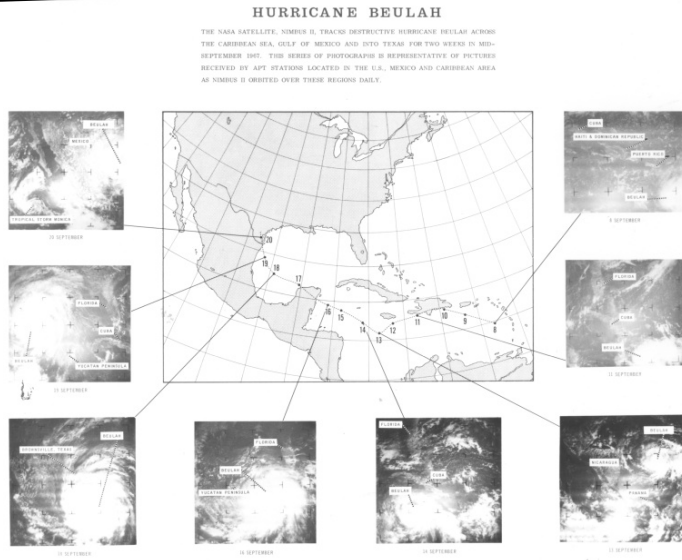 HURRICANE BEULAH
THE NASA SATELLITE, NIMBUS II, TRACKS DESTRUCTIVE HURRICANE BEULAH ACROSS
THE CARIBBEAN SEA, GULF OF MEXICO AND INTO TEXAS FOR TWO WEEKS IN MID-
SEPTEMBER 1967. THIS SERIES OF PHOTOGRAPHS IS REPRESENTATIVE OF PICTURES
RECEIVED BY APT STATIONS LOCATED IN THE U.S., MEXICO AND CARIBBEAN AREA
AS NIMBUS II ORBITED OVER THESE REGIONS DAILY.
BEULAH
MEXICO
TROPICAL STORM MONICA
20 SEPTEMBER
CUBA
HAITI & DOMINICAN REPUBLIC
PUERTO RICO
BEULAH
8 SEPTEMBER
20
19
18
17
16
15
14
13
12
11
10
9
8
FLORIDA
CUBA
BEULAH
YUCATAN PENINSULA
SEPTEMBER
FLORIDA
CUBA
BEULAH
11 SEPTEMBER
BEULAH
BROWNSVILLE, TEXAS
SEPTEMBER
FLORIDA
BEULAH
YUCATAN PENINSULA
16 SEPTEMBER
FLORIDA
CUBA
BEULAH
14 SEPTEMBER
BEULAH
NICARAGUA
PANAMA
13 SEPTEMBER